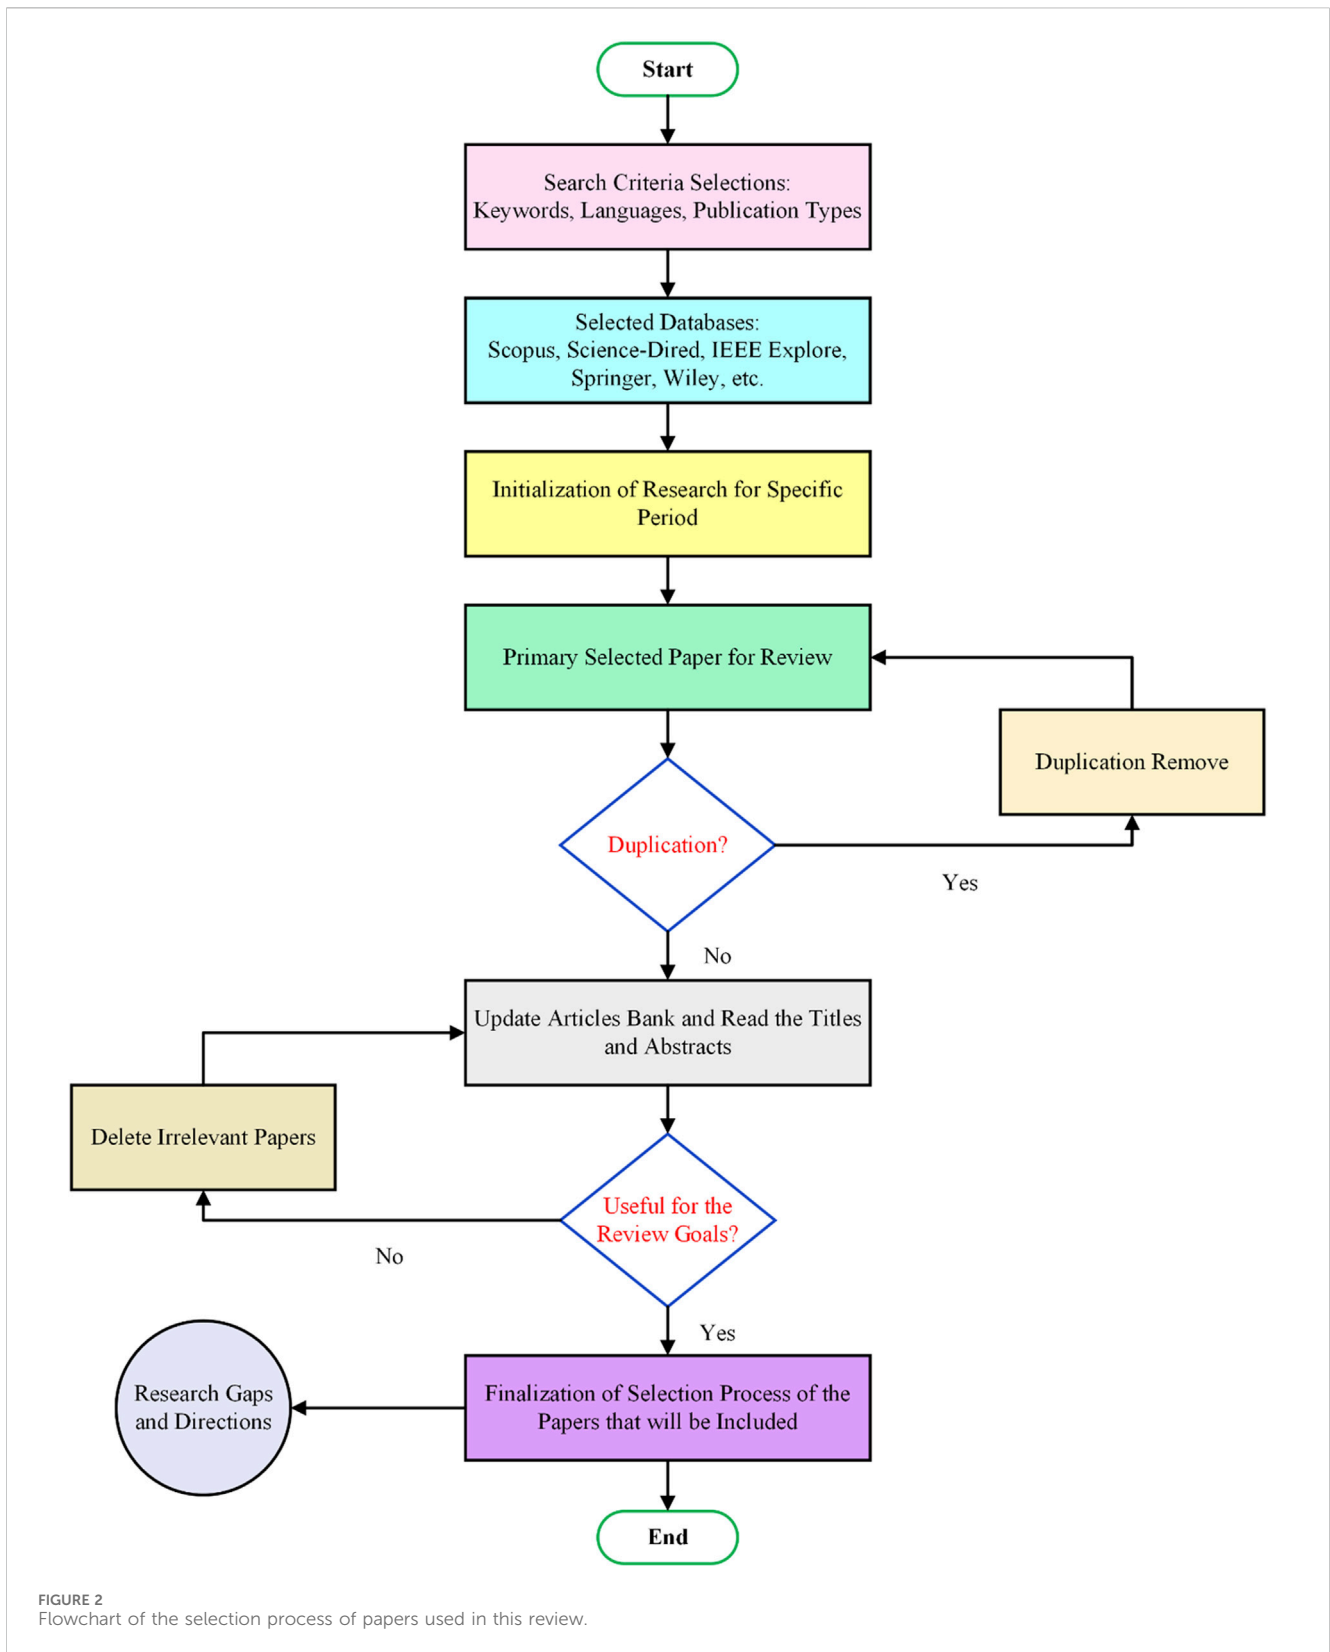 Start
Search Criteria Selections:
Keywords, Languages, Publication Types
Selected Databases:
Scopus, Science-Dired, IEEE Explore,
Springer, Wiley, etc.
Initialization of Research for Specific
Period
Primary Selected Paper for Review
Duplication Remove
Duplication?
Yes
No
Update Articles Bank and Read the Titles
and Abstracts
Delete Irrelevant Papers
Useful for the
Review Goals?
No
Yes
Research Gaps
and Directions
Finalization of Selection Process of the
Papers that will be Included
End
FIGURE 2
Flowchart of the selection process of papers used in this review.